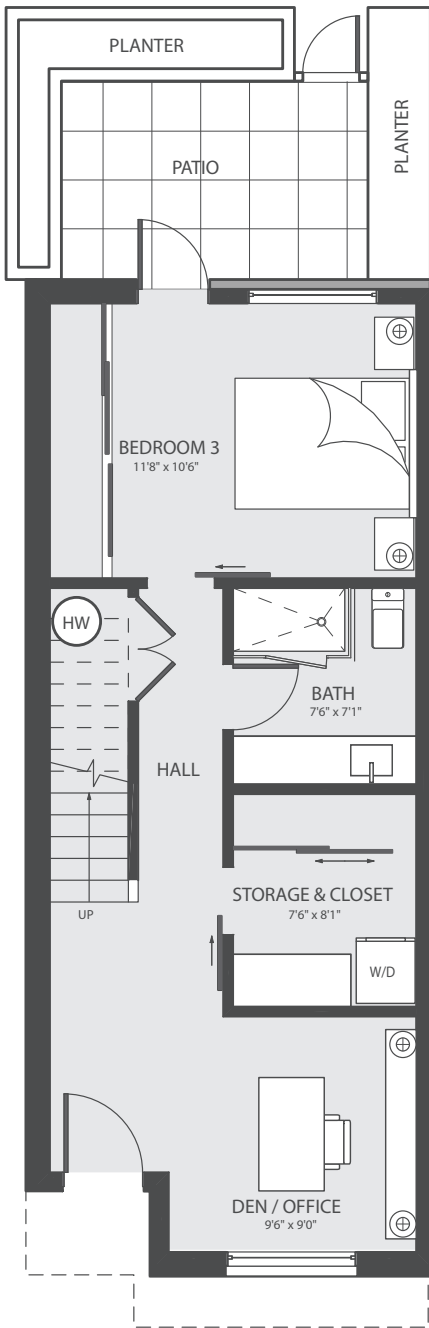 PLANTER
PLANTER
PATIO
BEDROOM 3
11'8" x 10'6"
HW
BATH
7'6" x 7'1"
HALL
STORAGE & CLOSET
7'6" x 8'1"
UP
W/D
DEN / OFFICE
9'6" x 9'0"